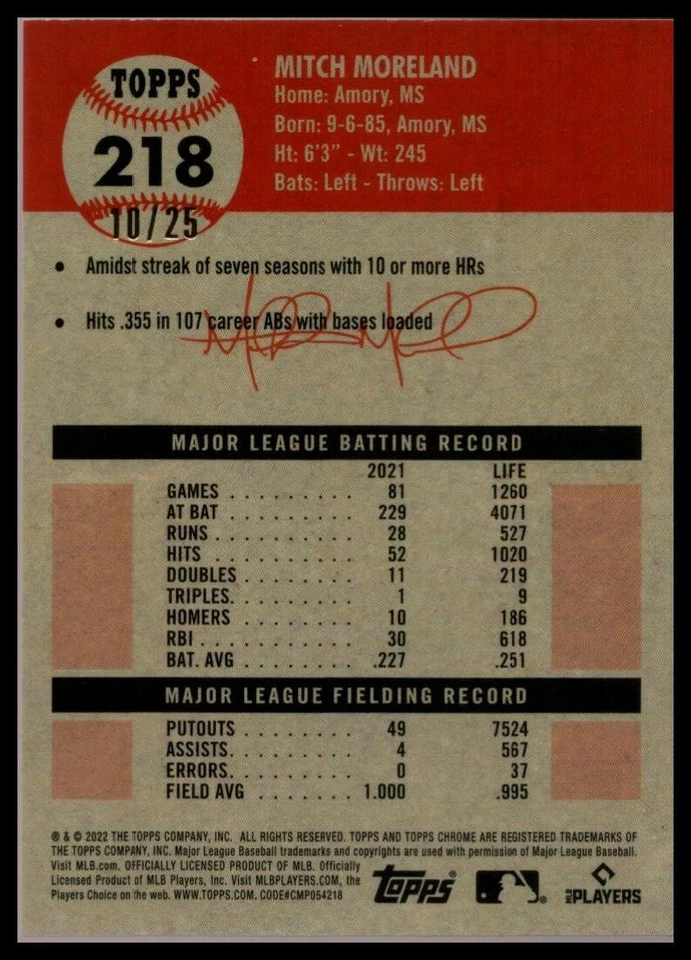 TOPPS
218
10/25
MITCH MORELAND
Home: Amory, MS
Born: 9-6-85, Amory, MS
Ht: 6'3" - Wt: 245
Bats: Left - Throws: Left
• Amidst streak of seven seasons with 10 or more HRs
• Hits .355 in 107 career ABs with bases loaded
MAJOR LEAGUE BATTING RECORD
2021 LIFE
GAMES . . . . . . . . . 81 1260
AT BAT . . . . . . . . . 229 4071
RUNS . . . . . . . . . . 28 527
HITS . . . . . . . . . . 52 1020
DOUBLES . . . . . . . . 11 219
TRIPLES. . . . . . . . . 1 9
HOMERS . . . . . . . . 10 186
RBI . . . . . . . . . . . 30 618
BAT. AVG . . . . . . . . .227 .251
MAJOR LEAGUE FIELDING RECORD
PUTOUTS . . . . . . . . 49 7524
ASSISTS. . . . . . . . . 4 567
ERRORS. . . . . . . . . 0 37
FIELD AVG . . . . . . . 1.000 .995
® & © 2022 THE TOPPS COMPANY, INC. ALL RIGHTS RESERVED. TOPPS AND TOPPS CHROME ARE REGISTERED TRADEMARKS OF
THE TOPPS COMPANY, INC. Major League Baseball trademarks and copyrights are used with permission of Major League Baseball.
Visit MLB.com. OFFICIALLY LICENSED PRODUCT OF MLB. Officially
Licensed Product of MLB Players, Inc. Visit MLBPLAYERS.COM, the
Players Choice on the web. WWW.TOPPS.COM. CODE#CMP054218
Topps
MLB PLAYERS